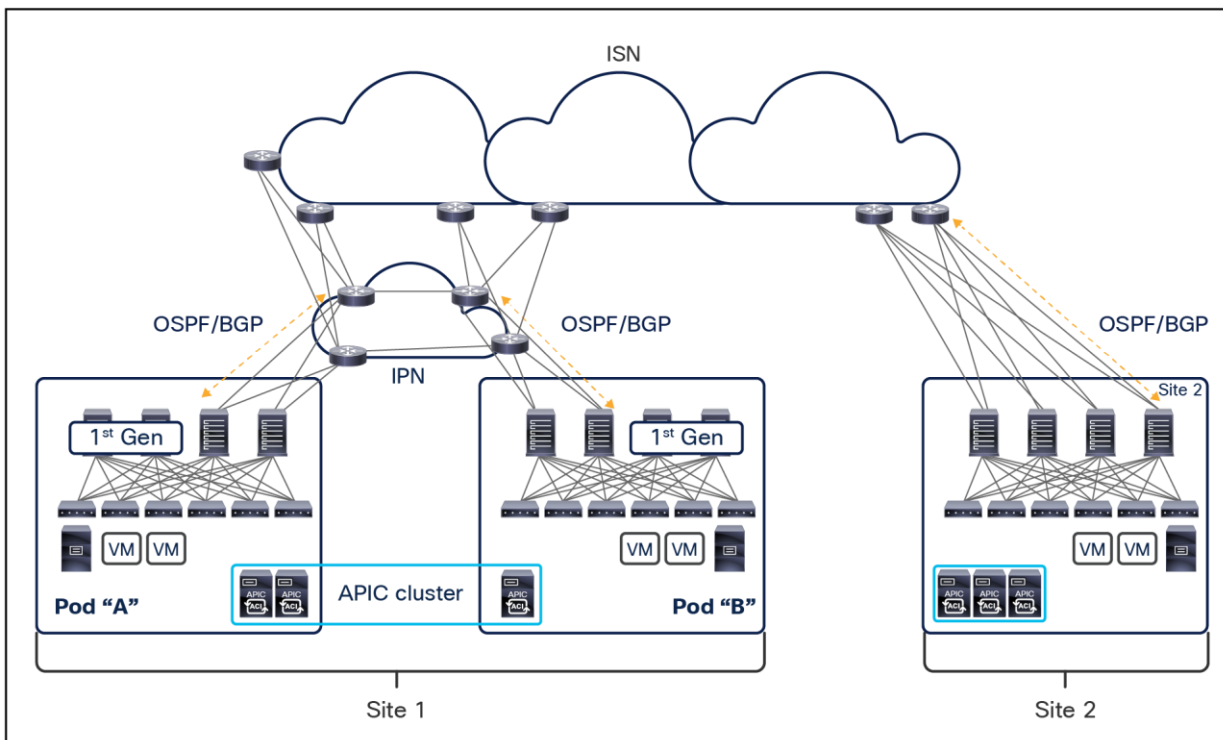 ISN
OSPF/BGP
OSPF/BGP
OSPF/BGP
IPN
Site 2
1st Gen
1st Gen
VM
VM
VM
VM
VM
VM
Pod “A”
APIC
ACI
APIC
ACI
APIC cluster
APIC
ACI
Pod “B”
APIC
ACI
APIC
ACI
APIC
ACI
Site 1
Site 2